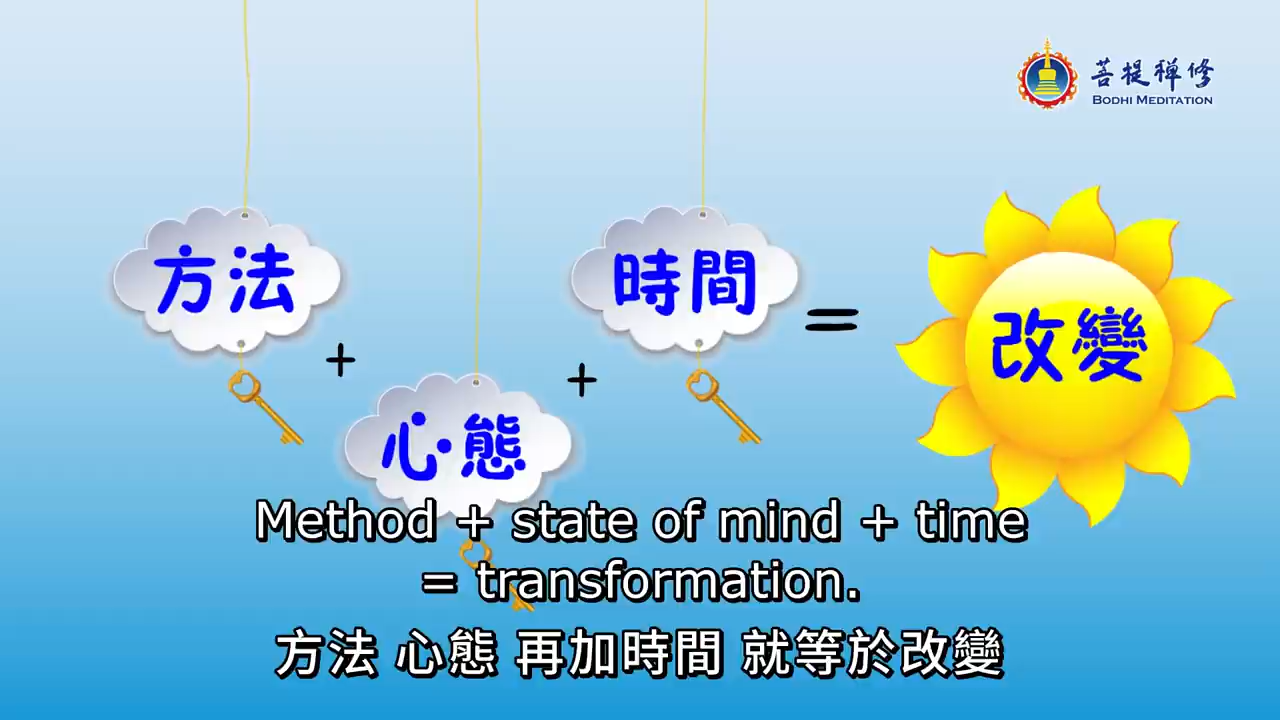 菩提禪修
BODHI MEDITATION
方法
+
心態
+
時間
=
改變
Method + state of mind + time
= transformation.
方法 心態 再加時間 就等於改變